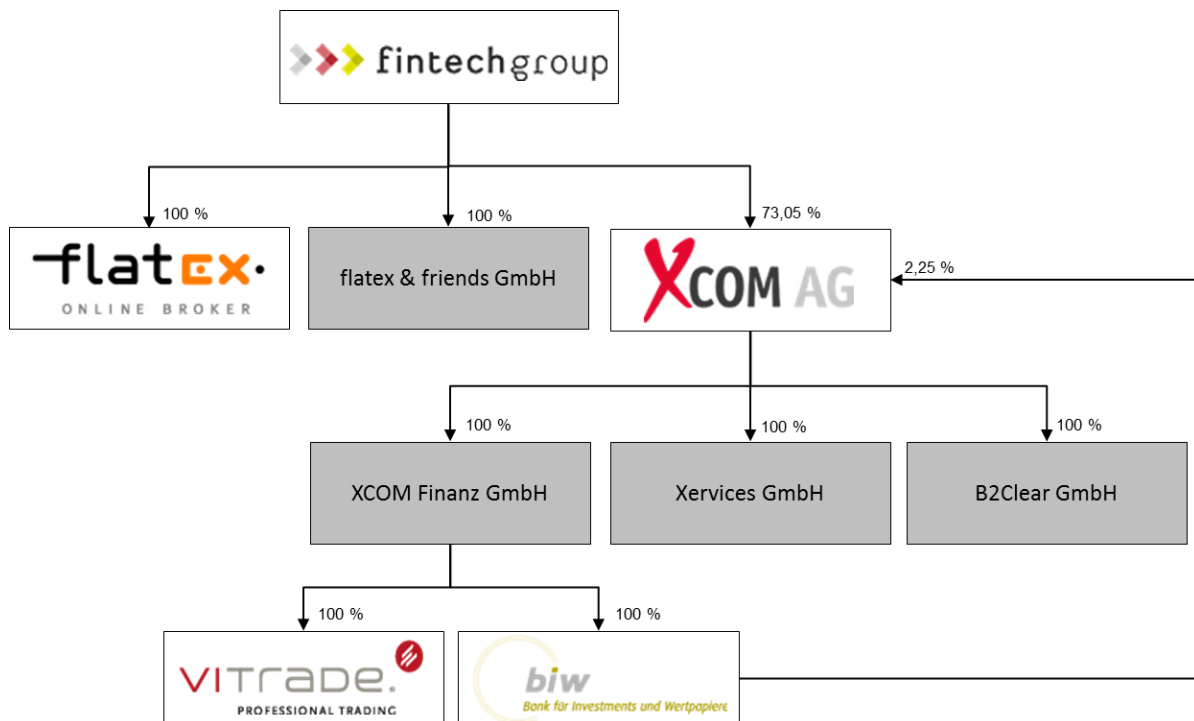 fintechgroup
100 %
100 %
73,05 %
flatex
ONLINE BROKER
flatex & friends GmbH
XCOM AG
2,25 %
100 %
100 %
100 %
XCOM Finanz GmbH
Xervices GmbH
B2Clear GmbH
100 %
100 %
VITRADE.
PROFESSIONAL TRADING
biw
Bank für Investments und Wertpapiere